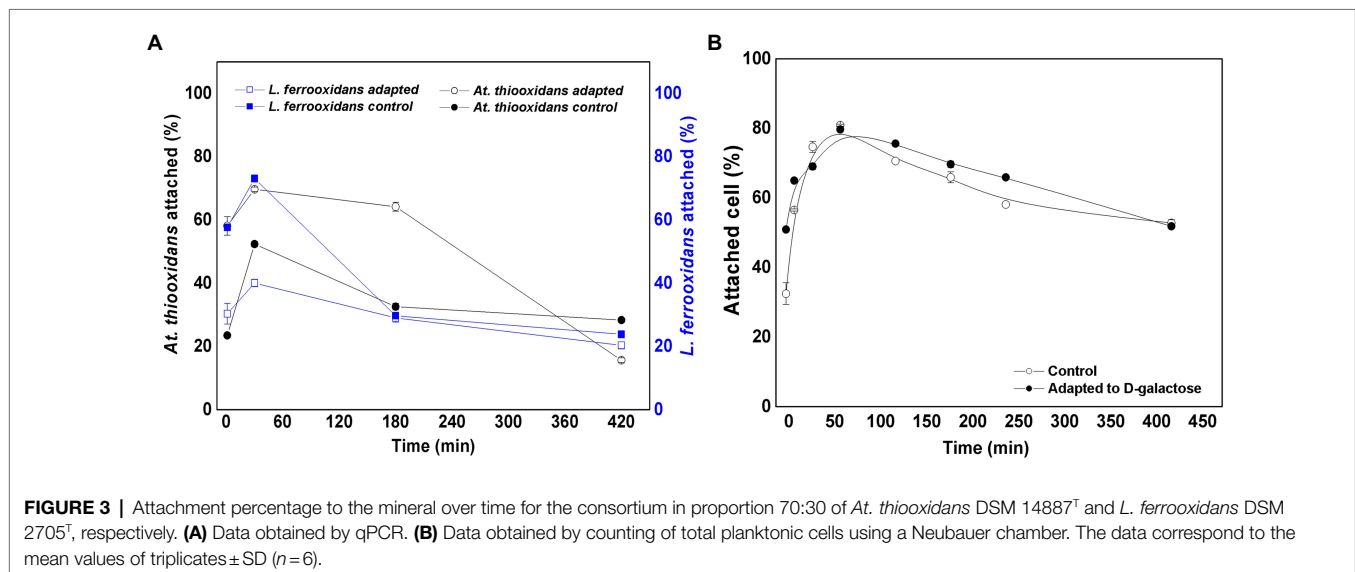 A
B
L. ferrooxidans adapted
At. thiooxidans adapted
L. ferrooxidans control
At. thiooxidans control
At. thiooxidans attached (%)
100
80
60
40
20
0
0 60 120 180 240 300 360 420
Time (min)
100
80
60
40
20
0
L. ferrooxidans attached (%)
Attached cell (%)
100
80
60
40
20
0
Control
Adapted to D-galactose
0 50 100 150 200 250 300 350 400 450
Time (min)
FIGURE 3 | Attachment percentage to the mineral over time for the consortium in proportion 70:30 of At. thiooxidans DSM 14887ᵀ and L. ferrooxidans DSM
2705ᵀ, respectively. (A) Data obtained by qPCR. (B) Data obtained by counting of total planktonic cells using a Neubauer chamber. The data correspond to the
mean values of triplicates ± SD (n = 6).